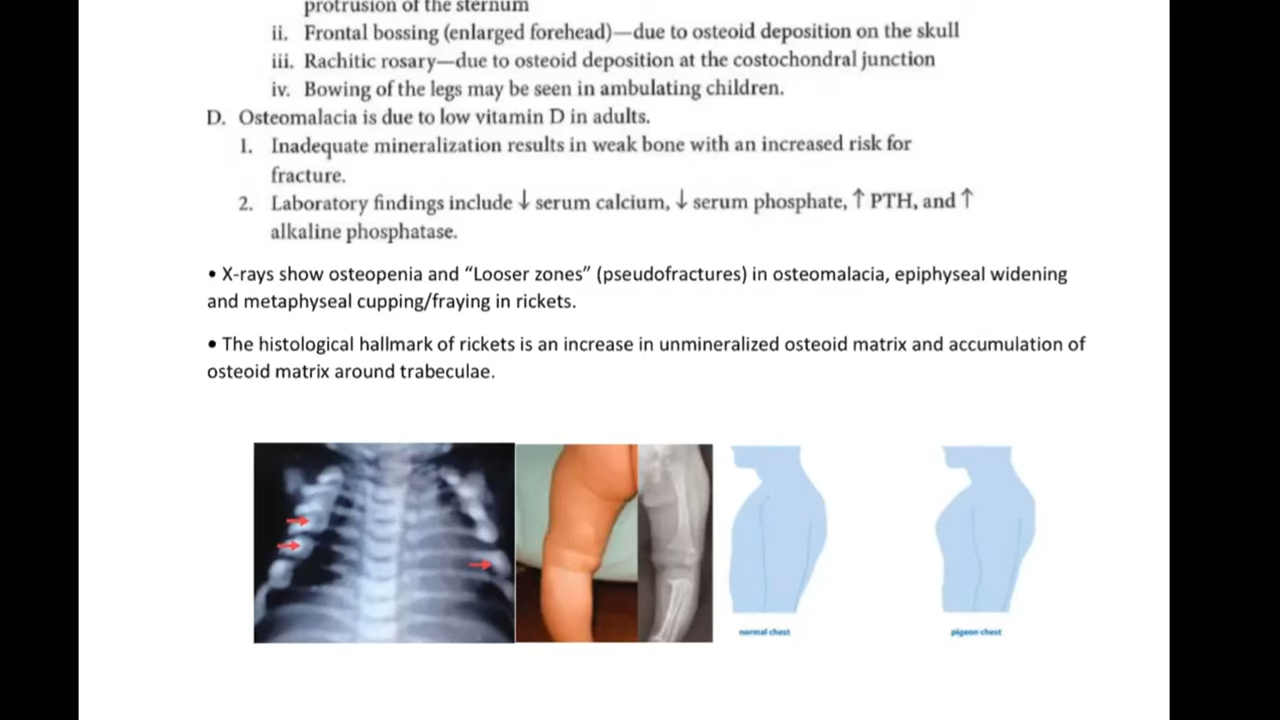 protrusion of the sternum
ii. Frontal bossing (enlarged forehead)—due to osteoid deposition on the skull
iii. Rachitic rosary—due to osteoid deposition at the costochondral junction
iv. Bowing of the legs may be seen in ambulating children.
D. Osteomalacia is due to low vitamin D in adults.
1. Inadequate mineralization results in weak bone with an increased risk for
fracture.
2. Laboratory findings include ↓ serum calcium, ↓ serum phosphate, ↑ PTH, and ↑
alkaline phosphatase.
• X-rays show osteopenia and “Looser zones” (pseudofractures) in osteomalacia, epiphyseal widening
and metaphyseal cupping/fraying in rickets.
• The histological hallmark of rickets is an increase in unmineralized osteoid matrix and accumulation of
osteoid matrix around trabeculae.
normal chest
pigeon chest